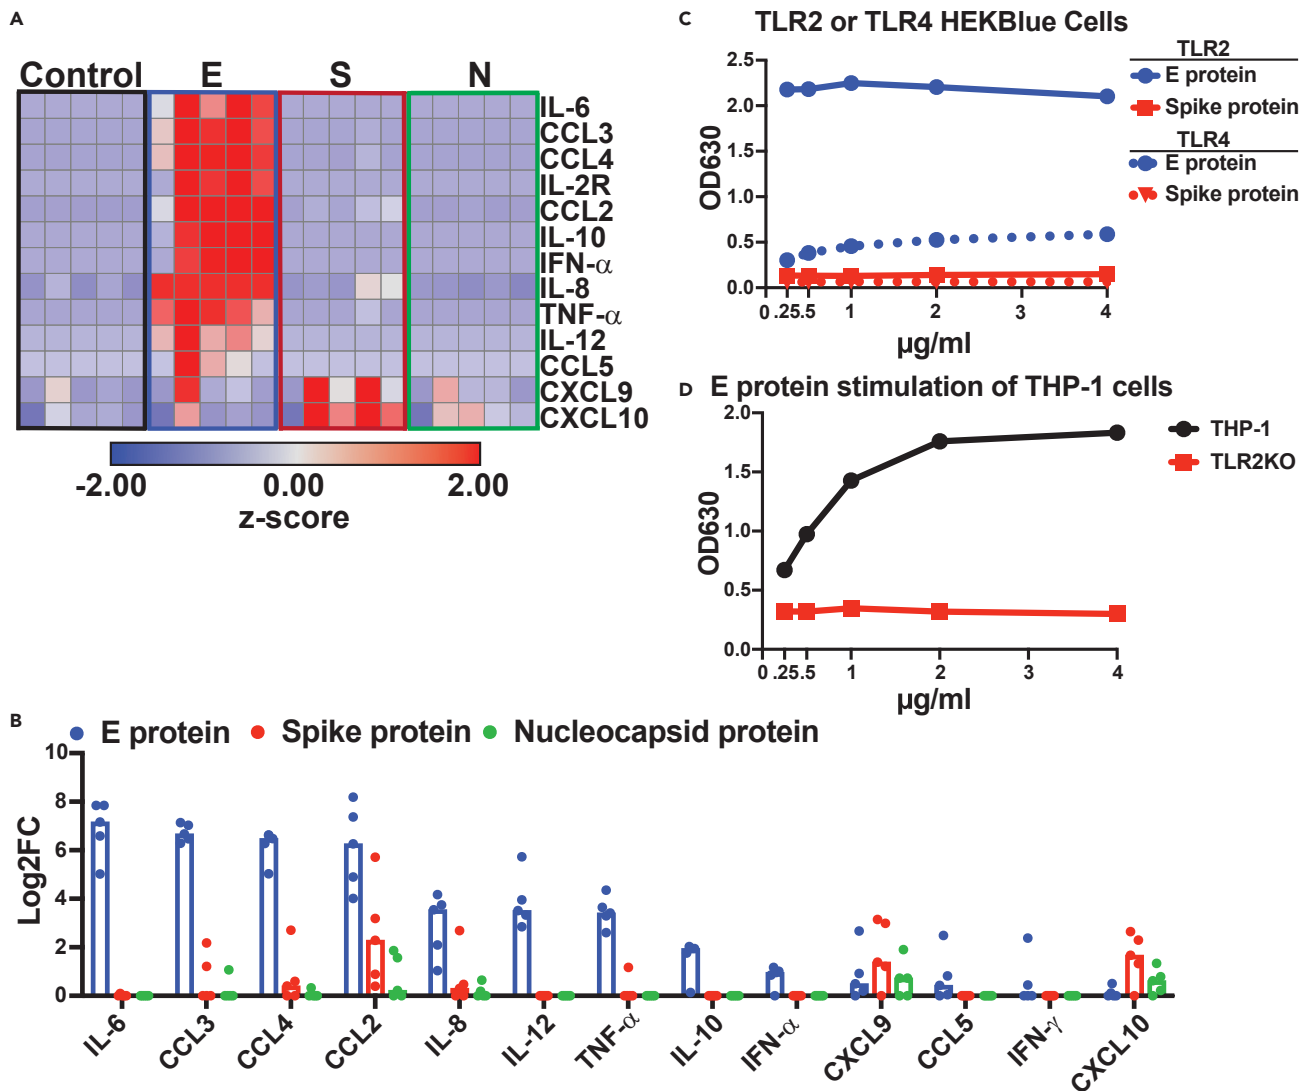 A
Control E S N
IL-6
CCL3
CCL4
IL-2R
CCL2
IL-10
IFN-α
IL-8
TNF-α
IL-12
CCL5
CXCL9
CXCL10
-2.00 0.00 2.00
z-score
C TLR2 or TLR4 HEKBlue Cells
OD630
2.5
2.0
1.5
1.0
0.5
0.0
0 .25 .5 1 2 3 4
µg/ml
TLR2
E protein
Spike protein
TLR4
E protein
Spike protein
D E protein stimulation of THP-1 cells
OD630
2.0
1.5
1.0
0.5
0.0
0 .25 .5 1 2 3 4
µg/ml
THP-1
TLR2KO
B
E protein Spike protein Nucleocapsid protein
Log2FC
10
8
6
4
2
0
IL-6 CCL3 CCL4 CCL2 IL-8 IL-12 TNF-α IL-10 IFN-α CXCL9 CCL5 IFN-γ CXCL10